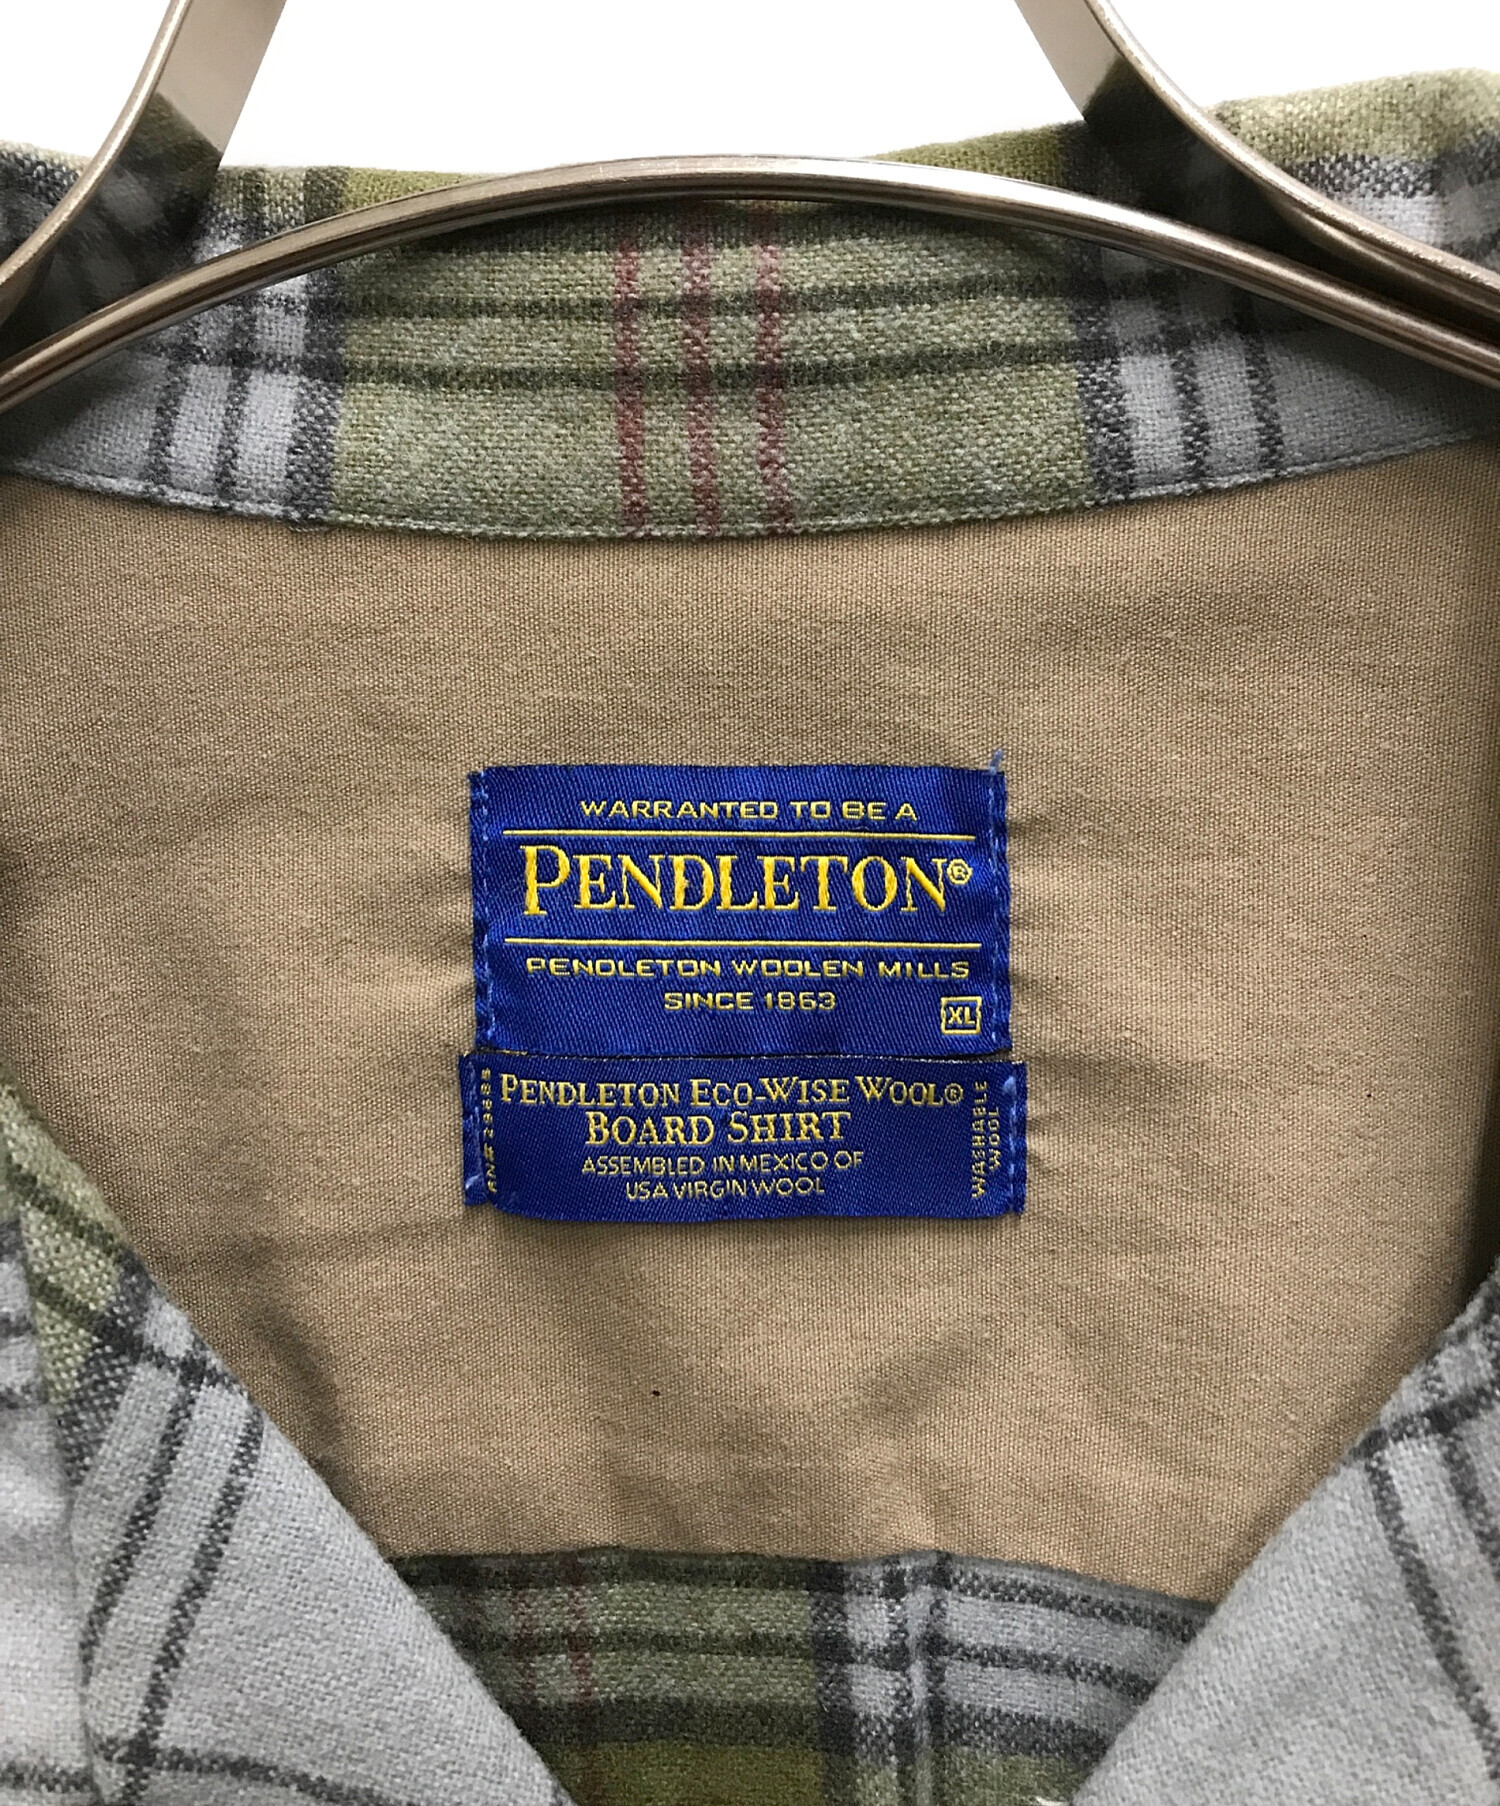 WARRANTED TO BE A
PENDLETON®
PENDLETON WOOLEN MILLS
SINCE 1863
XL
PENDLETON ECO-WISE WOOL®
BOARD SHIRT
ASSEMBLED IN MEXICO OF
USA VIRGIN WOOL
WASHABLE
WOOL